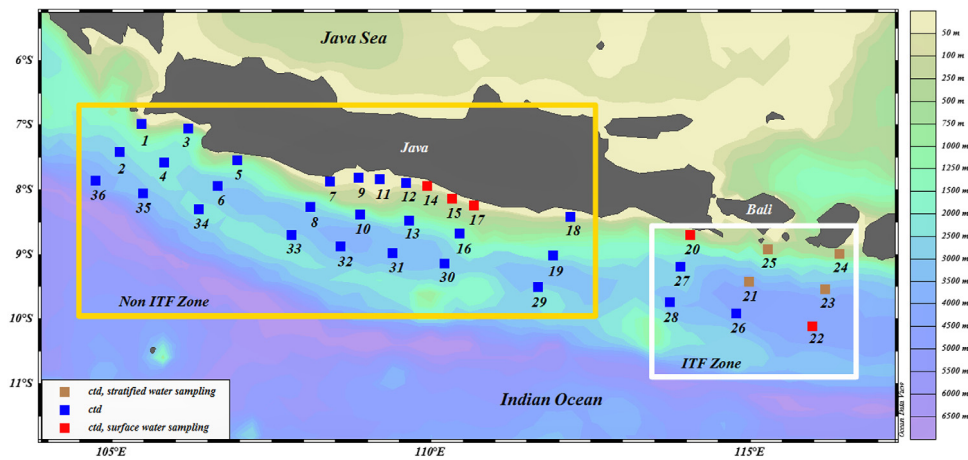 Java Sea
6°S
7°S
8°S
9°S
10°S
11°S
Java
Bali
1
3
2
4
5
36
35
6
34
7
9
11
12
14
15
17
8
10
13
16
18
33
32
31
30
19
29
20
25
24
27
21
23
28
26
22
Non ITF Zone
ITF Zone
Indian Ocean
ctd, stratified water sampling
ctd
ctd, surface water sampling
105°E
110°E
115°E
Ocean Data View
50 m
100 m
250 m
500 m
750 m
1000 m
1500 m
2000 m
2500 m
3000 m
3500 m
4000 m
4500 m
5000 m
5500 m
6000 m
6500 m